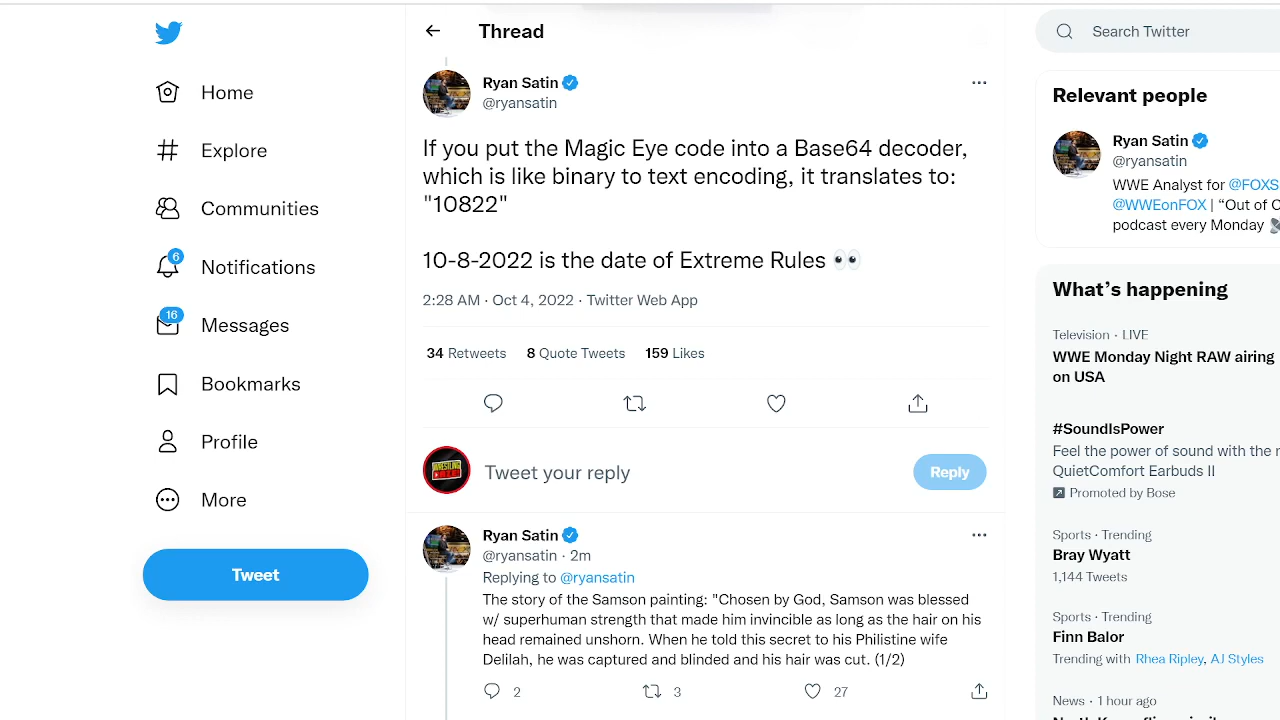 Thread
Search Twitter
Home
Explore
Communities
6
Notifications
16
Messages
Bookmarks
Profile
More
Tweet
Ryan Satin
@ryansatin
If you put the Magic Eye code into a Base64 decoder,
which is like binary to text encoding, it translates to:
"10822"
10-8-2022 is the date of Extreme Rules 👀
2:28 AM · Oct 4, 2022 · Twitter Web App
34 Retweets 8 Quote Tweets 159 Likes
Tweet your reply
Reply
Ryan Satin
@ryansatin · 2m
Replying to @ryansatin
The story of the Samson painting: "Chosen by God, Samson was blessed
w/ superhuman strength that made him invincible as long as the hair on his
head remained unshorn. When he told this secret to his Philistine wife
Delilah, he was captured and blinded and his hair was cut. (1/2)
2 3 27
Relevant people
Ryan Satin
@ryansatin
WWE Analyst for @FOXS
@WWEonFOX | "Out of C
podcast every Monday
What's happening
Television · LIVE
WWE Monday Night RAW airing
on USA
#SoundIsPower
Feel the power of sound with the n
QuietComfort Earbuds II
Promoted by Bose
Sports · Trending
Bray Wyatt
1,144 Tweets
Sports · Trending
Finn Balor
Trending with Rhea Ripley, AJ Styles
News · 1 hour ago